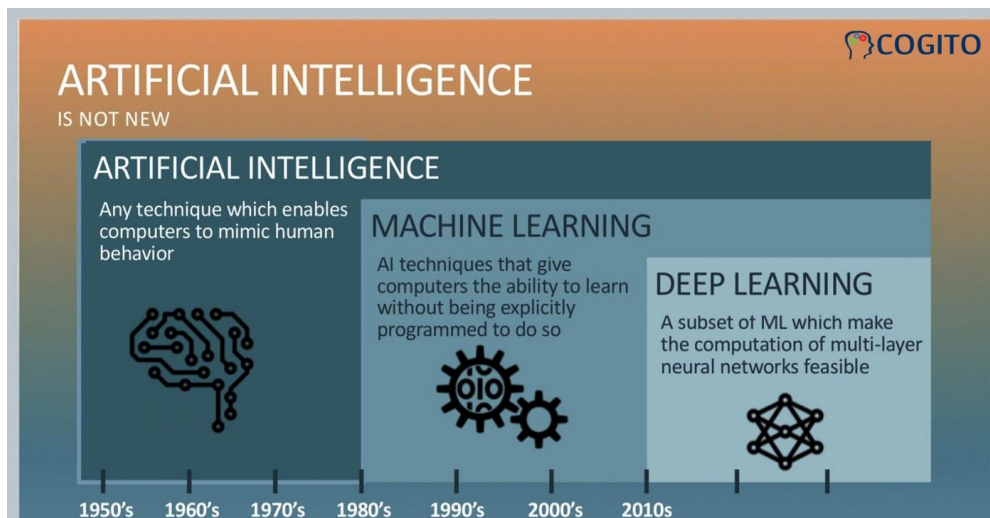 COGITO
ARTIFICIAL INTELLIGENCE
IS NOT NEW
ARTIFICIAL INTELLIGENCE
Any technique which enables
computers to mimic human
behavior
MACHINE LEARNING
AI techniques that give
computers the ability to learn
without being explicitly
programmed to do so
DEEP LEARNING
A subset of ML which make
the computation of multi-layer
neural networks feasible
1950's 1960's 1970's 1980's 1990's 2000's 2010s